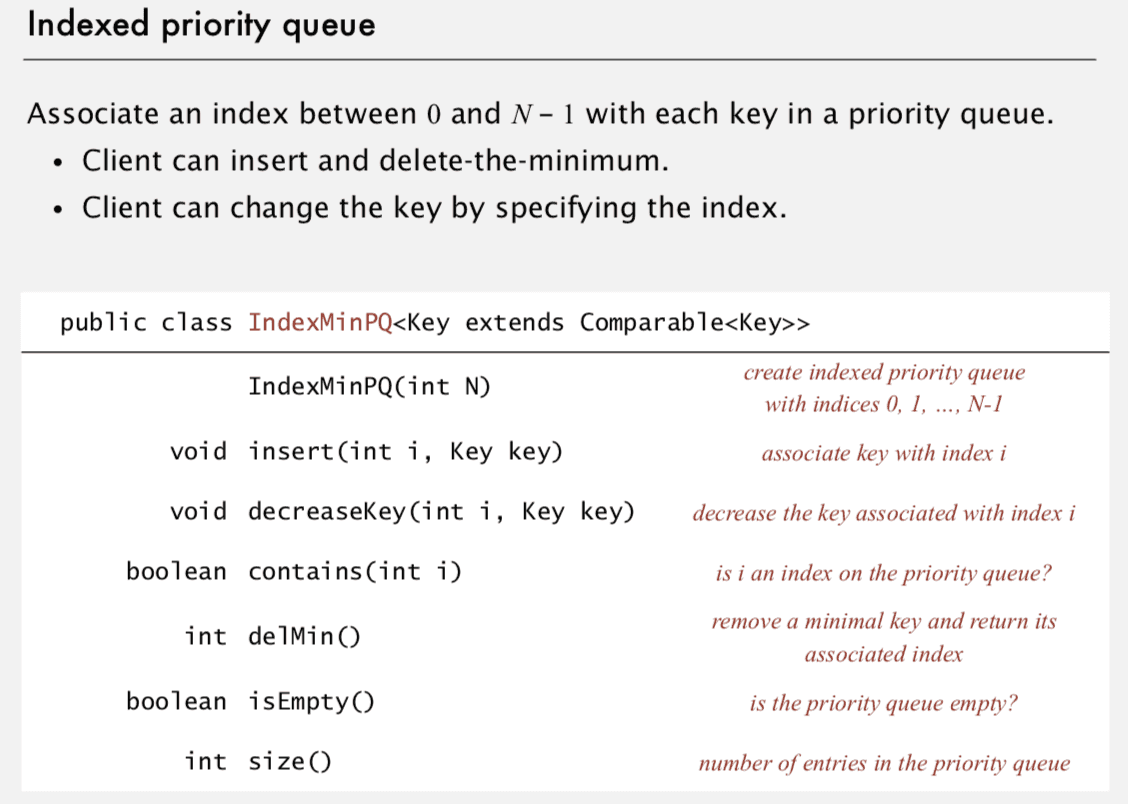 Indexed priority queue
Associate an index between 0 and N – 1 with each key in a priority queue.
• Client can insert and delete-the-minimum.
• Client can change the key by specifying the index.
public class IndexMinPQ<Key extends Comparable<Key>>
IndexMinPQ(int N) create indexed priority queue
with indices 0, 1, …, N-1
void insert(int i, Key key) associate key with index i
void decreaseKey(int i, Key key) decrease the key associated with index i
boolean contains(int i) is i an index on the priority queue?
int delMin() remove a minimal key and return its
associated index
boolean isEmpty() is the priority queue empty?
int size() number of entries in the priority queue